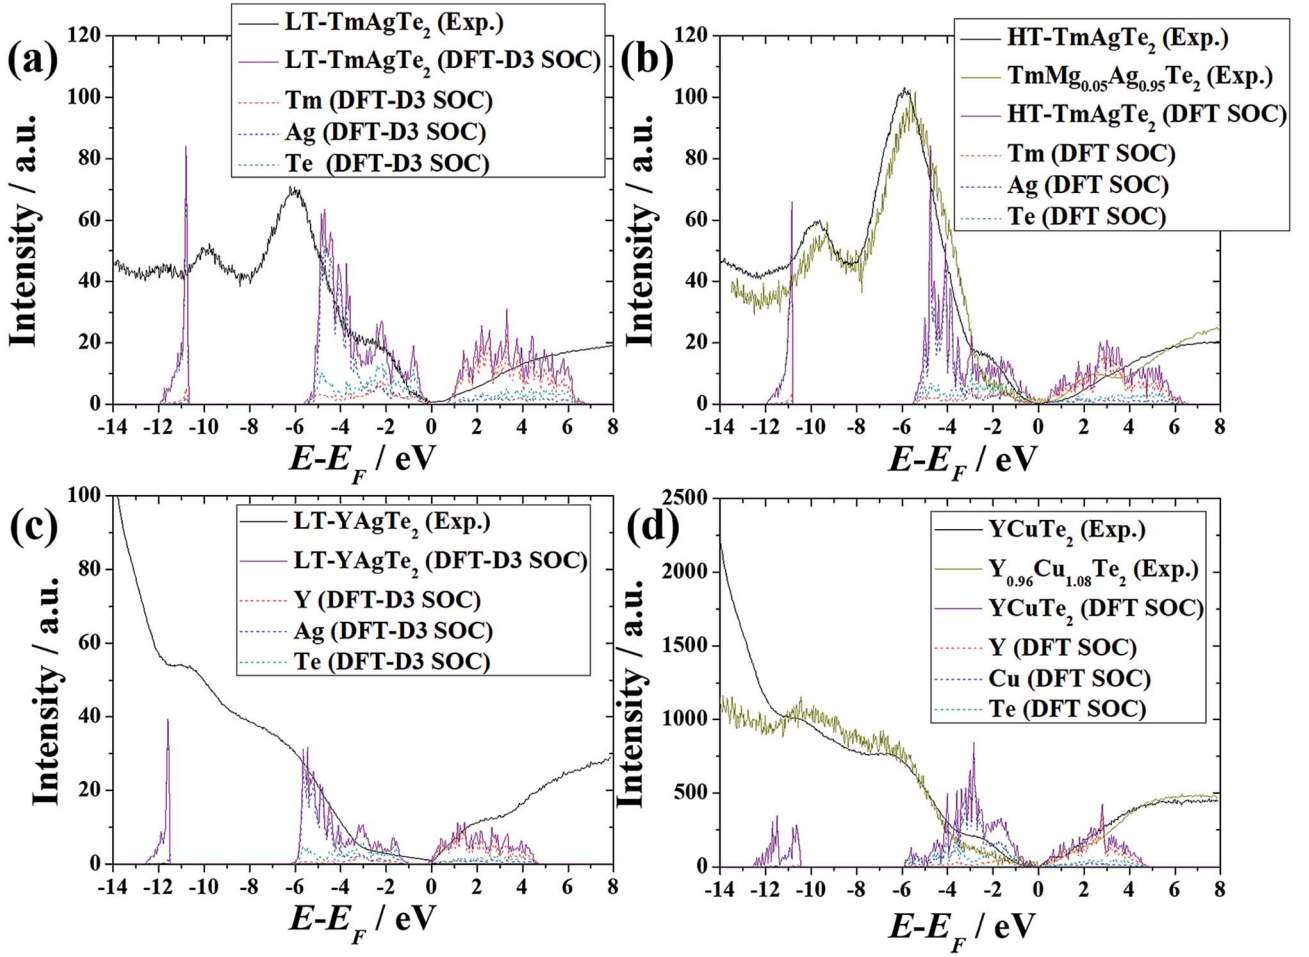 (a)
LT-TmAgTe2 (Exp.)
LT-TmAgTe2 (DFT-D3 SOC)
Tm (DFT-D3 SOC)
Ag (DFT-D3 SOC)
Te (DFT-D3 SOC)
Intensity / a.u.
120
100
80
60
40
20
0
-14 -12 -10 -8 -6 -4 -2 0 2 4 6 8
E-EF / eV
(b)
HT-TmAgTe2 (Exp.)
TmMg0.05Ag0.95Te2 (Exp.)
HT-TmAgTe2 (DFT SOC)
Tm (DFT SOC)
Ag (DFT SOC)
Te (DFT SOC)
Intensity / a.u.
120
100
80
60
40
20
0
-14 -12 -10 -8 -6 -4 -2 0 2 4 6 8
E-EF / eV
(c)
LT-YAgTe2 (Exp.)
LT-YAgTe2 (DFT-D3 SOC)
Y (DFT-D3 SOC)
Ag (DFT-D3 SOC)
Te (DFT-D3 SOC)
Intensity / a.u.
100
80
60
40
20
0
-14 -12 -10 -8 -6 -4 -2 0 2 4 6 8
E-EF / eV
(d)
YCuTe2 (Exp.)
Y0.96Cu1.08Te2 (Exp.)
YCuTe2 (DFT SOC)
Y (DFT SOC)
Cu (DFT SOC)
Te (DFT SOC)
Intensity / a.u.
2500
2000
1500
1000
500
0
-14 -12 -10 -8 -6 -4 -2 0 2 4 6 8
E-EF / eV